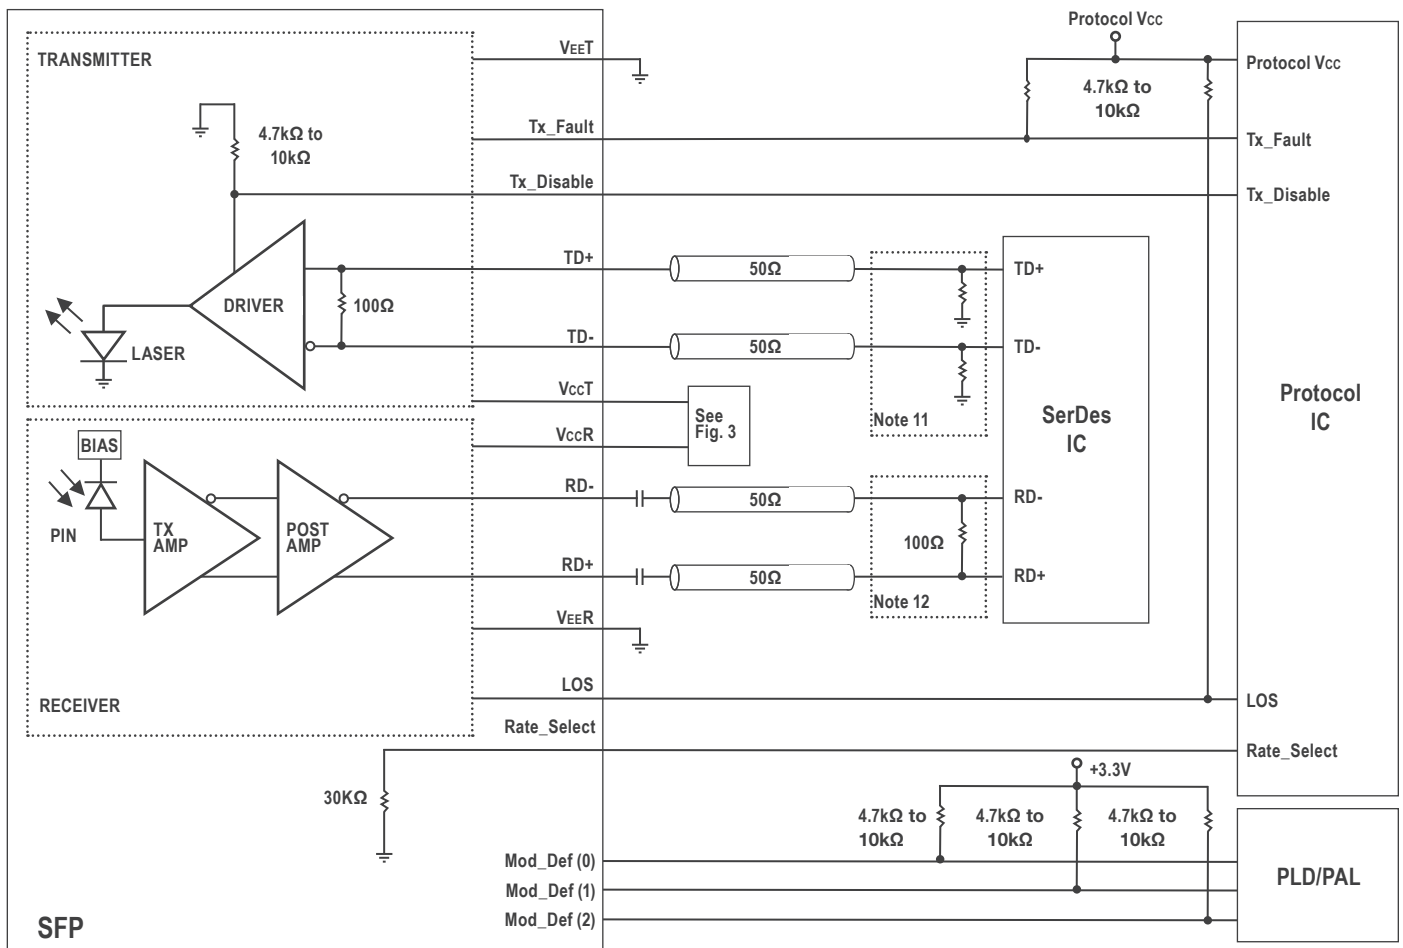 Protocol Vcc
VEET
TRANSMITTER
Protocol Vcc
4.7kΩ to
10kΩ
Tx_Fault
4.7kΩ to
10kΩ
Tx_Fault
Tx_Disable
Tx_Disable
TD+
50Ω
TD+
DRIVER
100Ω
TD-
50Ω
TD-
LASER
VccT
See
Fig. 3
Note 11
SerDes
IC
Protocol
IC
VccR
BIAS
RD-
50Ω
RD-
PIN
TX
AMP
POST
AMP
100Ω
RD+
50Ω
RD+
Note 12
VEER
LOS
LOS
RECEIVER
Rate_Select
Rate_Select
+3.3V
30KΩ
4.7kΩ to
10kΩ
4.7kΩ to
10kΩ
4.7kΩ to
10kΩ
Mod_Def (0)
Mod_Def (1)
Mod_Def (2)
PLD/PAL
SFP